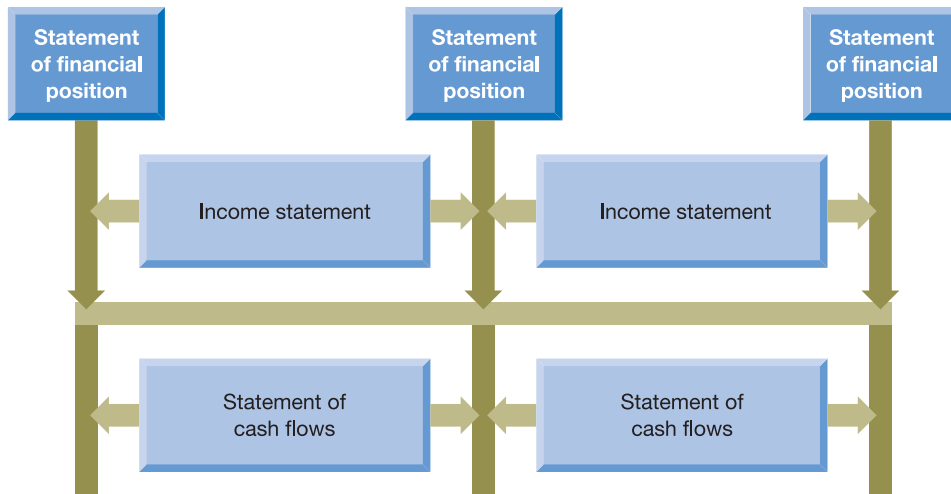 Statement
of financial
position
Statement
of financial
position
Statement
of financial
position
Income statement
Income statement
Statement of
cash flows
Statement of
cash flows